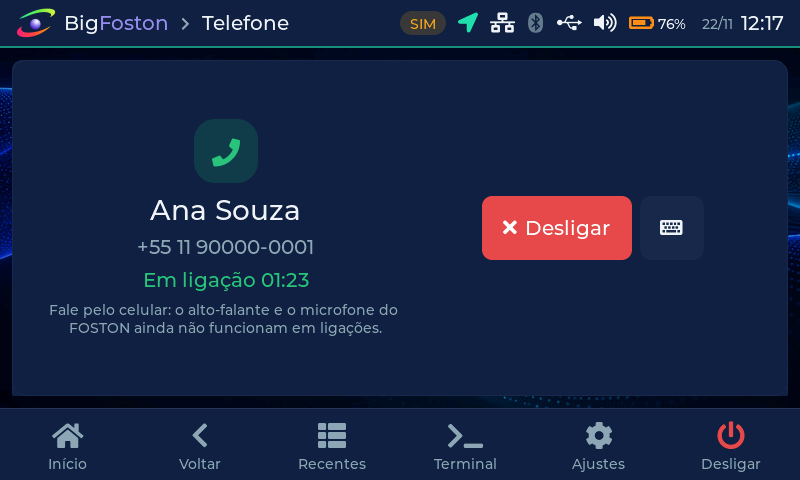 BigFoston > Telefone
SIM
76%
22/11 12:17
Ana Souza
+55 11 90000-0001
Em ligação 01:23
Fale pelo celular: o alto-falante e o microfone do
FOSTON ainda não funcionam em ligações.
Desligar
Início
Voltar
Recentes
Terminal
Ajustes
Desligar